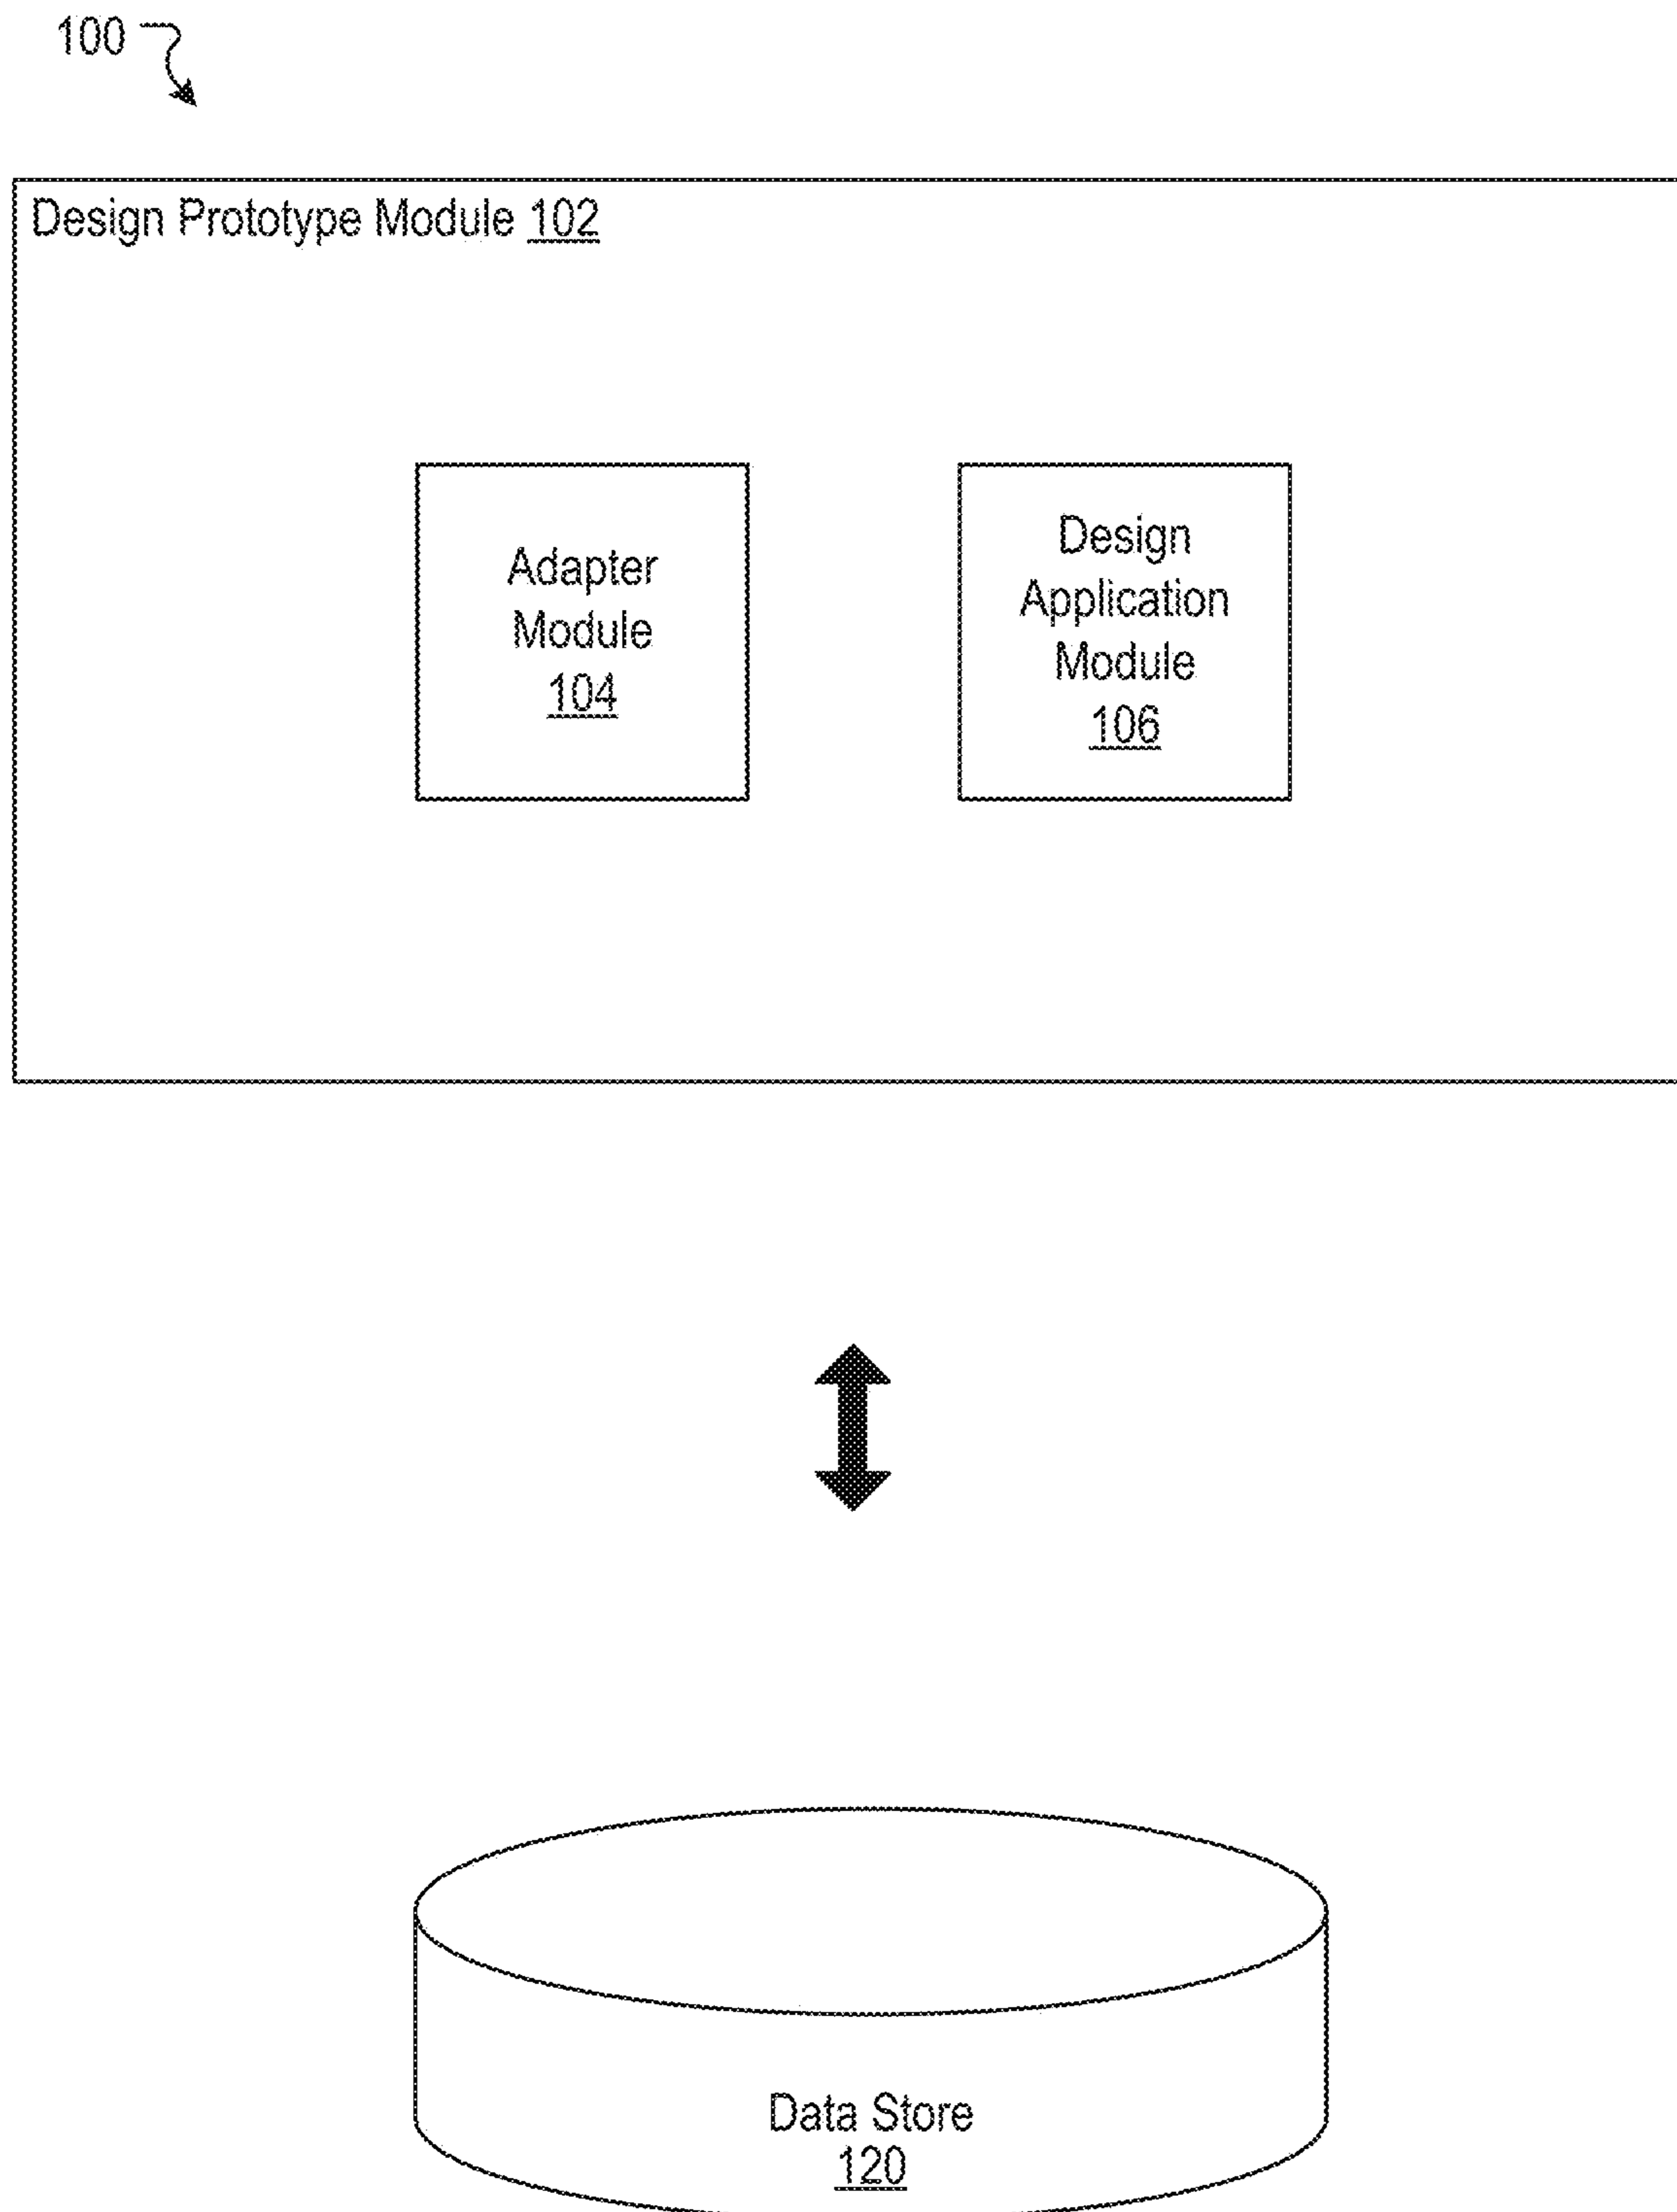 100
Design Prototype Module 102
Adapter
Module
104
Design
Application
Module
106
Data Store
120